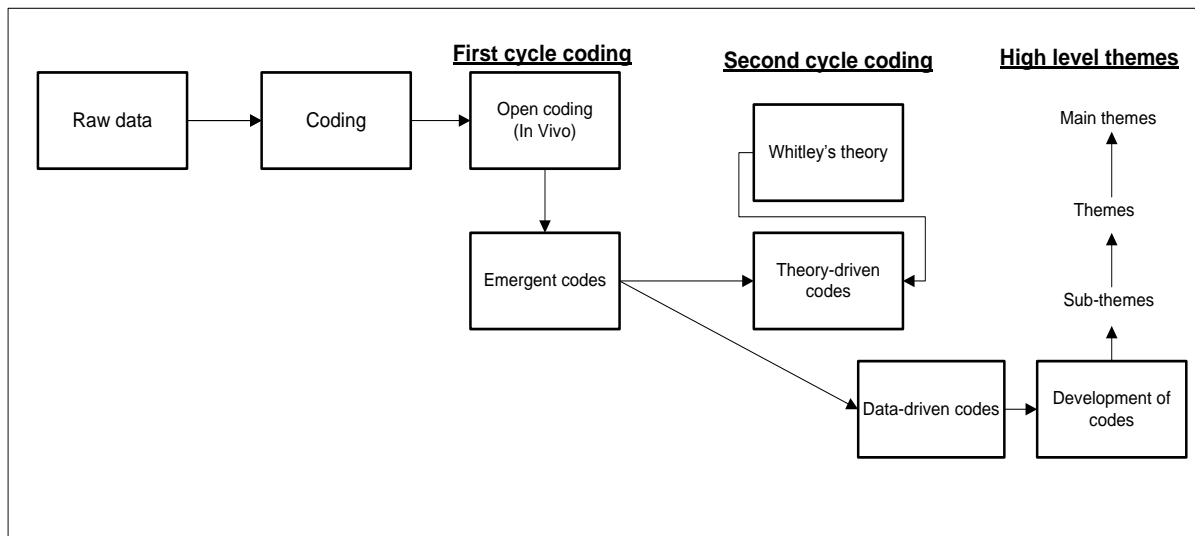 First cycle coding
Second cycle coding
High level themes
Raw data
Coding
Open coding
(In Vivo)
Whitley’s theory
Main themes
Themes
Emergent codes
Theory-driven
codes
Sub-themes
Data-driven codes
Development of
codes